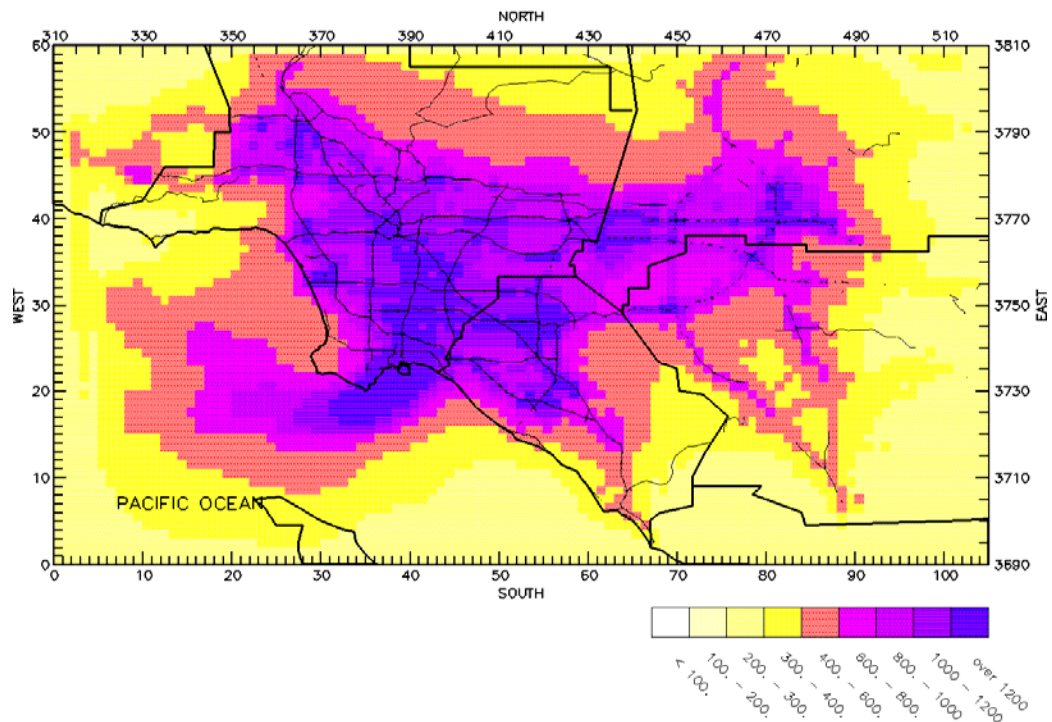 NORTH
310 330 350 370 390 410 430 450 470 490 510
60 3810
50 3790
40 3770
WEST
30 3750
EAST
20 3730
10 3710
PACIFIC OCEAN
0 3690
0 10 20 30 40 50 60 70 80 90 100
SOUTH
< 100.
100. - 200.
200. - 300.
300. - 400.
400. - 600.
600. - 800.
800. - 1000
1000 - 1200
over 1200